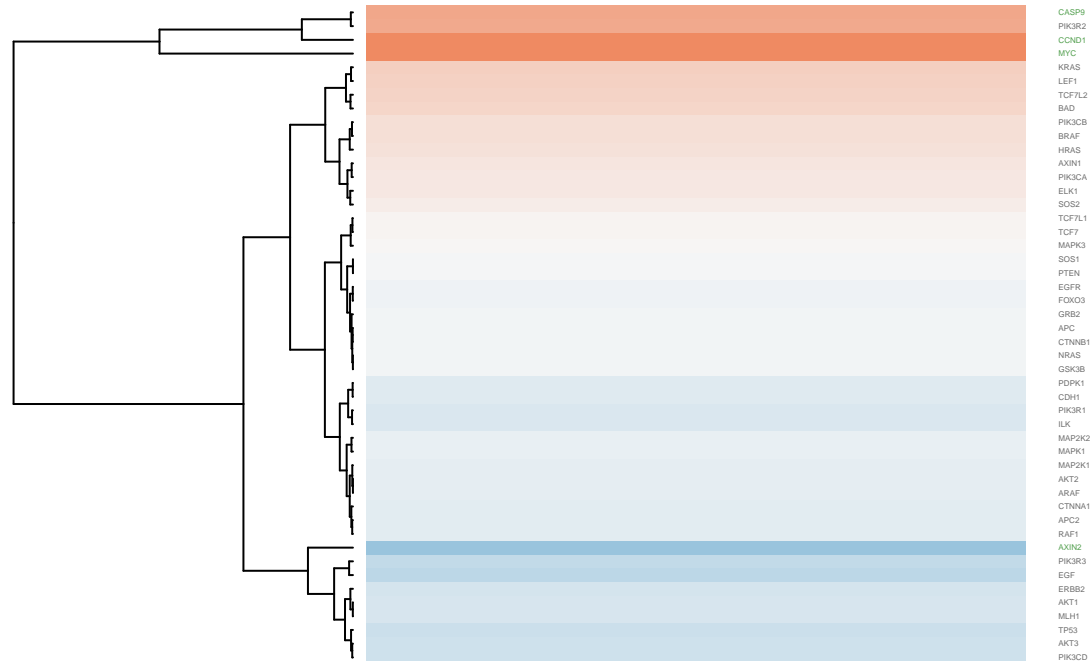 CASP9
PIK3R2
CCND1
MYC
KRAS
LEF1
TCF7L2
BAD
PIK3CB
BRAF
HRAS
AXIN1
PIK3CA
ELK1
SOS2
TCF7L1
TCF7
MAPK3
SOS1
PTEN
EGFR
FOXO3
GRB2
APC
CTNNB1
NRAS
GSK3B
PDPK1
CDH1
PIK3R1
ILK
MAP2K2
MAPK1
MAP2K1
AKT2
ARAF
CTNNA1
APC2
RAF1
AXIN2
PIK3R3
EGF
ERBB2
AKT1
MLH1
TP53
AKT3
PIK3CD